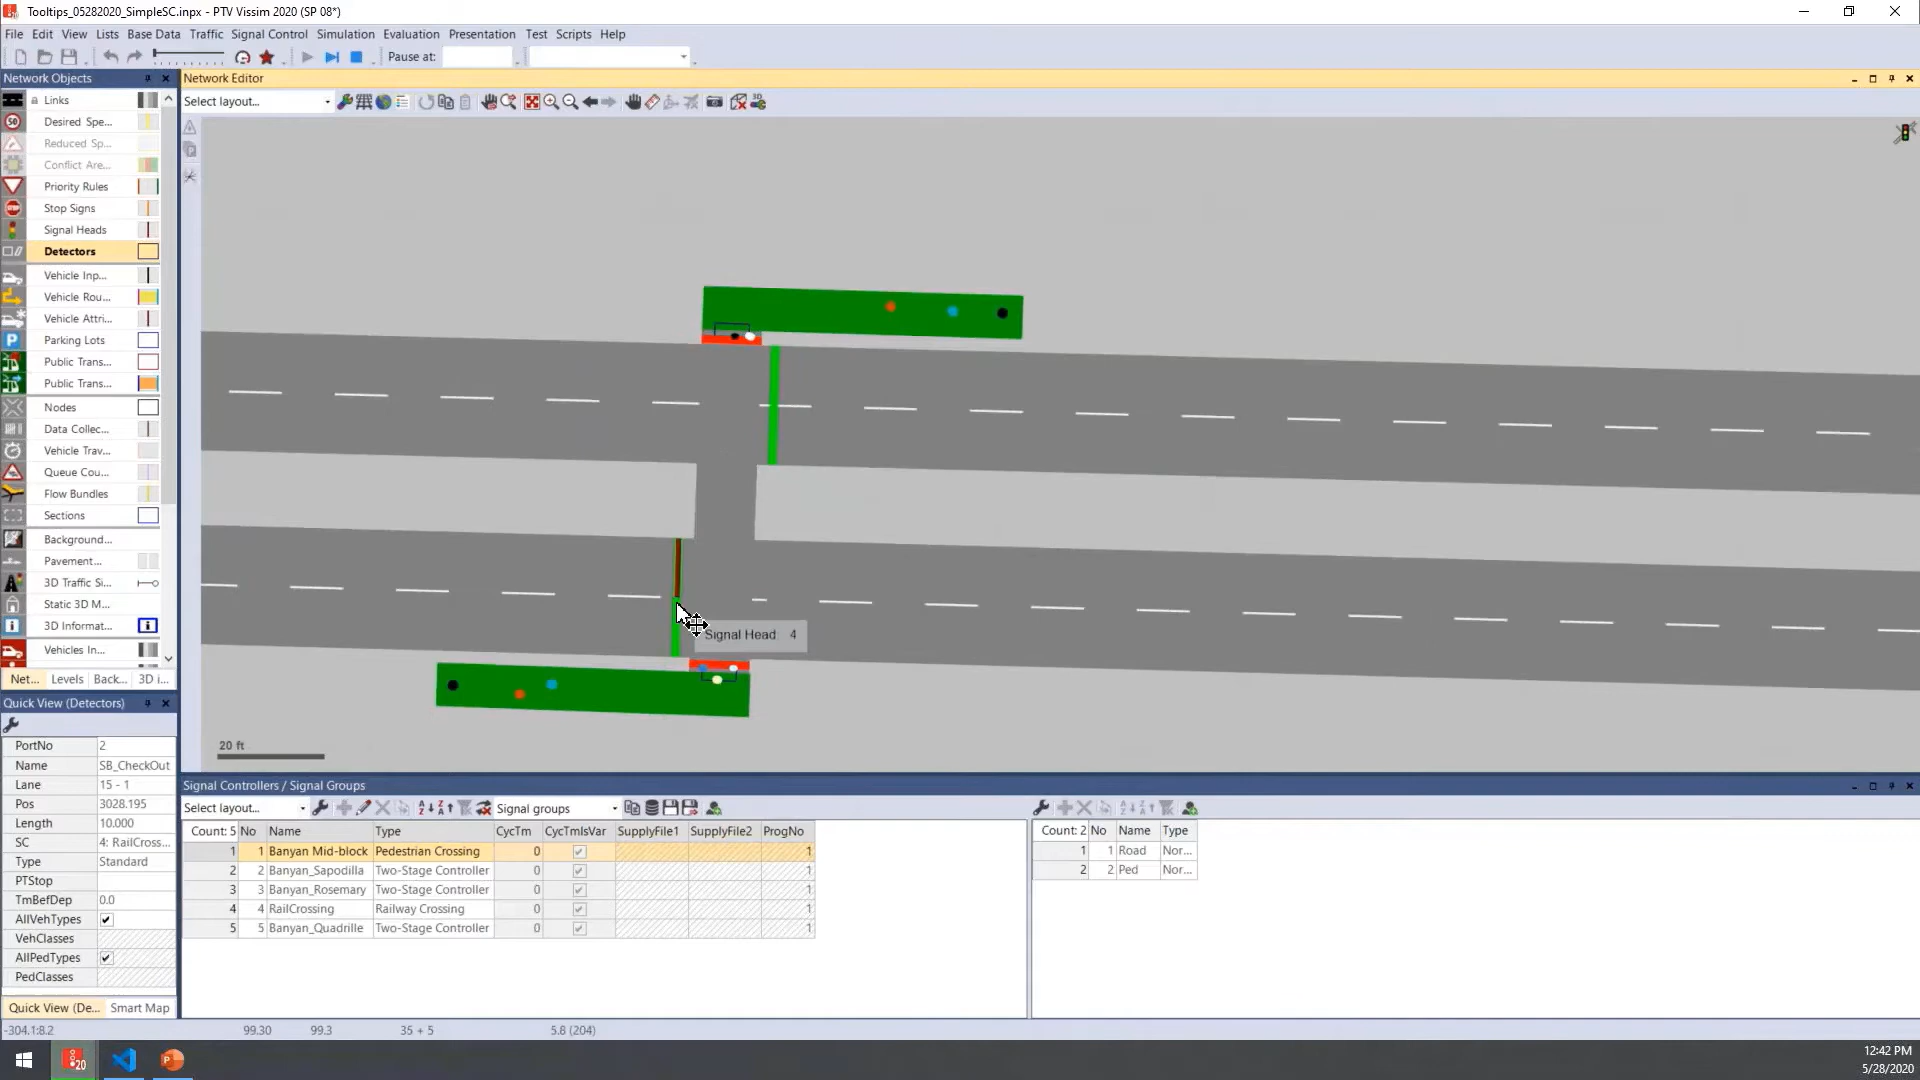 Tooltips_05282020_SimpleSC.inpx - PTV Vissim 2020 (SP 08*)
File Edit View Lists Base Data Traffic Signal Control Simulation Evaluation Presentation Test Scripts Help
Pause at:
Network Objects
Network Editor
Select layout...
Links
50 Desired Spe...
Reduced Sp...
Conflict Are...
Priority Rules
STOP Stop Signs
Signal Heads
Detectors
Vehicle Inp...
Vehicle Rou...
Vehicle Attri...
P Parking Lots
Public Trans...
Public Trans...
Nodes
Data Collec...
Vehicle Trav...
Queue Cou...
Flow Bundles
Sections
Background...
Pavement...
3D Traffic Si...
Static 3D M...
3D Informat...
Vehicles In...
Net... Levels Back... 3D i...
Signal Head: 4
20 ft
Quick View (Detectors)
PortNo 2
Name SB_CheckOut
Lane 15 - 1
Pos 3028.195
Length 10.000
SC 4: RailCross...
Type Standard
PTStop
TmBefDep 0.0
AllVehTypes
VehClasses
AllPedTypes
PedClasses
Quick View (De... Smart Map
Signal Controllers / Signal Groups
Select layout... Signal groups
Count: 5 No Name Type CycTm CycTmIsVar SupplyFile1 SupplyFile2 ProgNo
1 1 Banyan Mid-block Pedestrian Crossing 0 1
2 2 Banyan_Sapodilla Two-Stage Controller 0 1
3 3 Banyan_Rosemary Two-Stage Controller 0 1
4 4 RailCrossing Railway Crossing 0 1
5 5 Banyan_Quadrille Two-Stage Controller 0 1
Count: 2 No Name Type
1 1 Road Nor...
2 2 Ped Nor...
-304.1:8.2 99.30 99.3 35 + 5 5.8 (204)
12:42 PM
5/28/2020